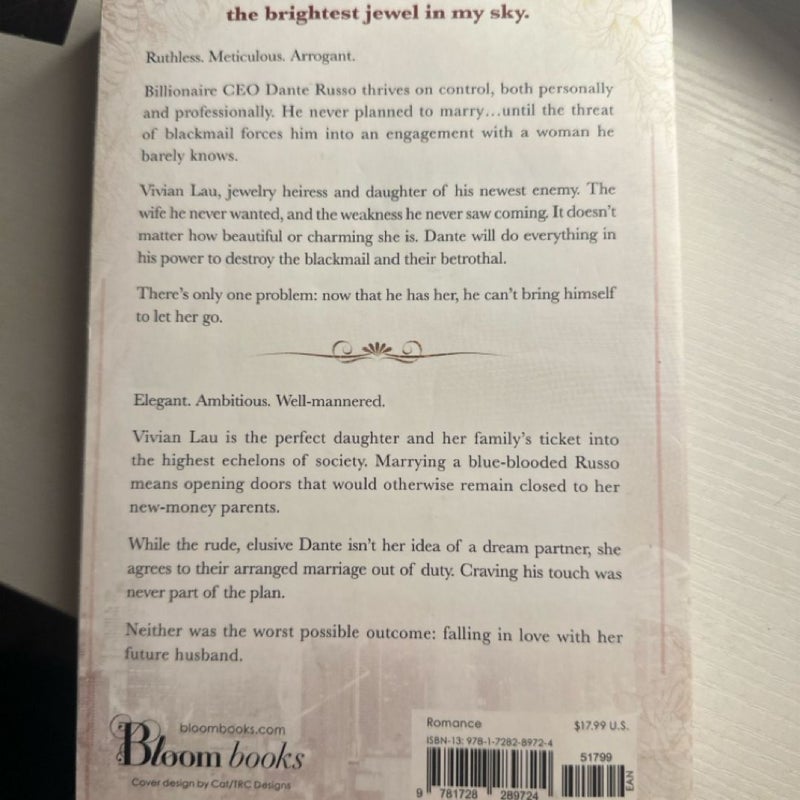 the brightest jewel in my sky.
Ruthless. Meticulous. Arrogant.
Billionaire CEO Dante Russo thrives on control, both personally
and professionally. He never planned to marry...until the threat
of blackmail forces him into an engagement with a woman he
barely knows.
Vivian Lau, jewelry heiress and daughter of his newest enemy. The
wife he never wanted, and the weakness he never saw coming. It doesn't
matter how beautiful or charming she is. Dante will do everything in
his power to destroy the blackmail and their betrothal.
There's only one problem: now that he has her, he can't bring himself
to let her go.
Elegant. Ambitious. Well-mannered.
Vivian Lau is the perfect daughter and her family's ticket into
the highest echelons of society. Marrying a blue-blooded Russo
means opening doors that would otherwise remain closed to her
new-money parents.
While the rude, elusive Dante isn't her idea of a dream partner, she
agrees to their arranged marriage out of duty. Craving his touch was
never part of the plan.
Neither was the worst possible outcome: falling in love with her
future husband.
bloombooks.com
Bloom books
Cover design by Cat/TRC Designs
Romance $17.99 U.S.
ISBN-13: 978-1-7282-8972-4
51799
EAN
9 781728 289724